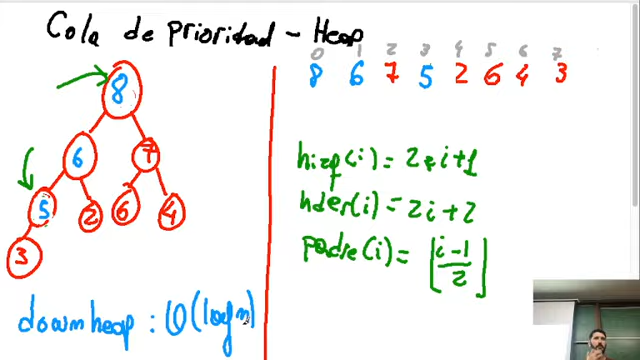 Cola de prioridad - Heap
0 1 2 3 4 5 6 7
8 6 7 5 2 6 4 3
8
6 7
5 2 6 4
3
hizq(i) = 2*i+1
hder(i) = 2i+2
padre(i) = ⌊(i-1)/2⌋
downheap : O(log n)